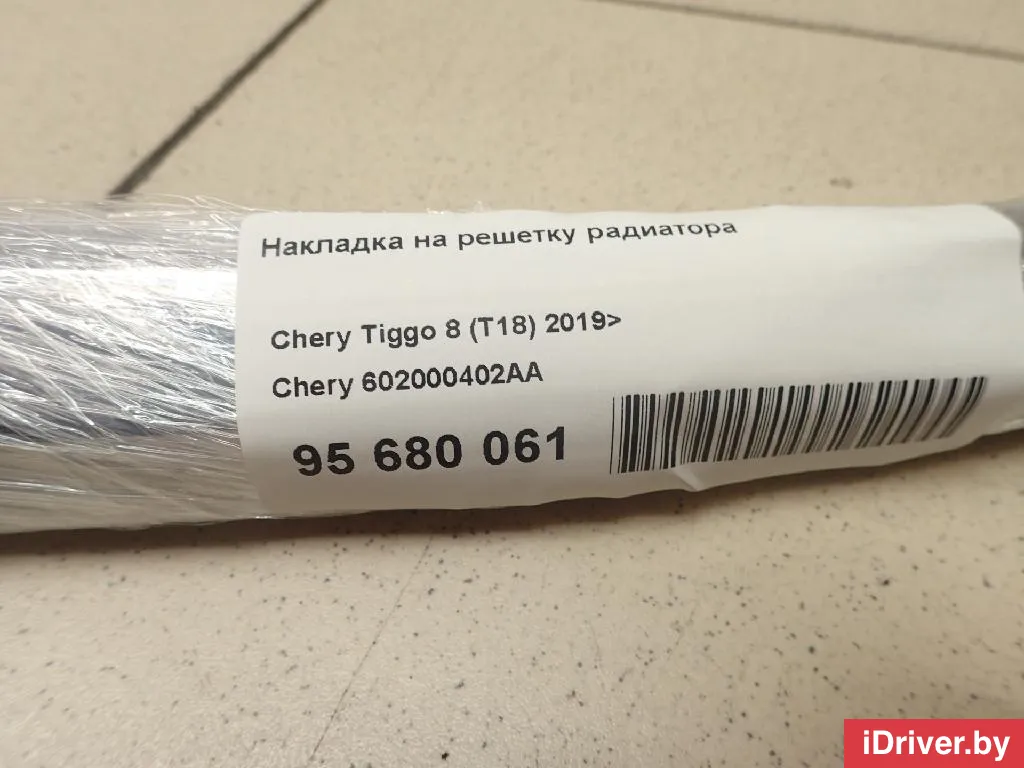 Накладка на решетку радиатора
Chery Tiggo 8 (T18) 2019>
Chery 602000402AA
95 680 061
iDriver.by